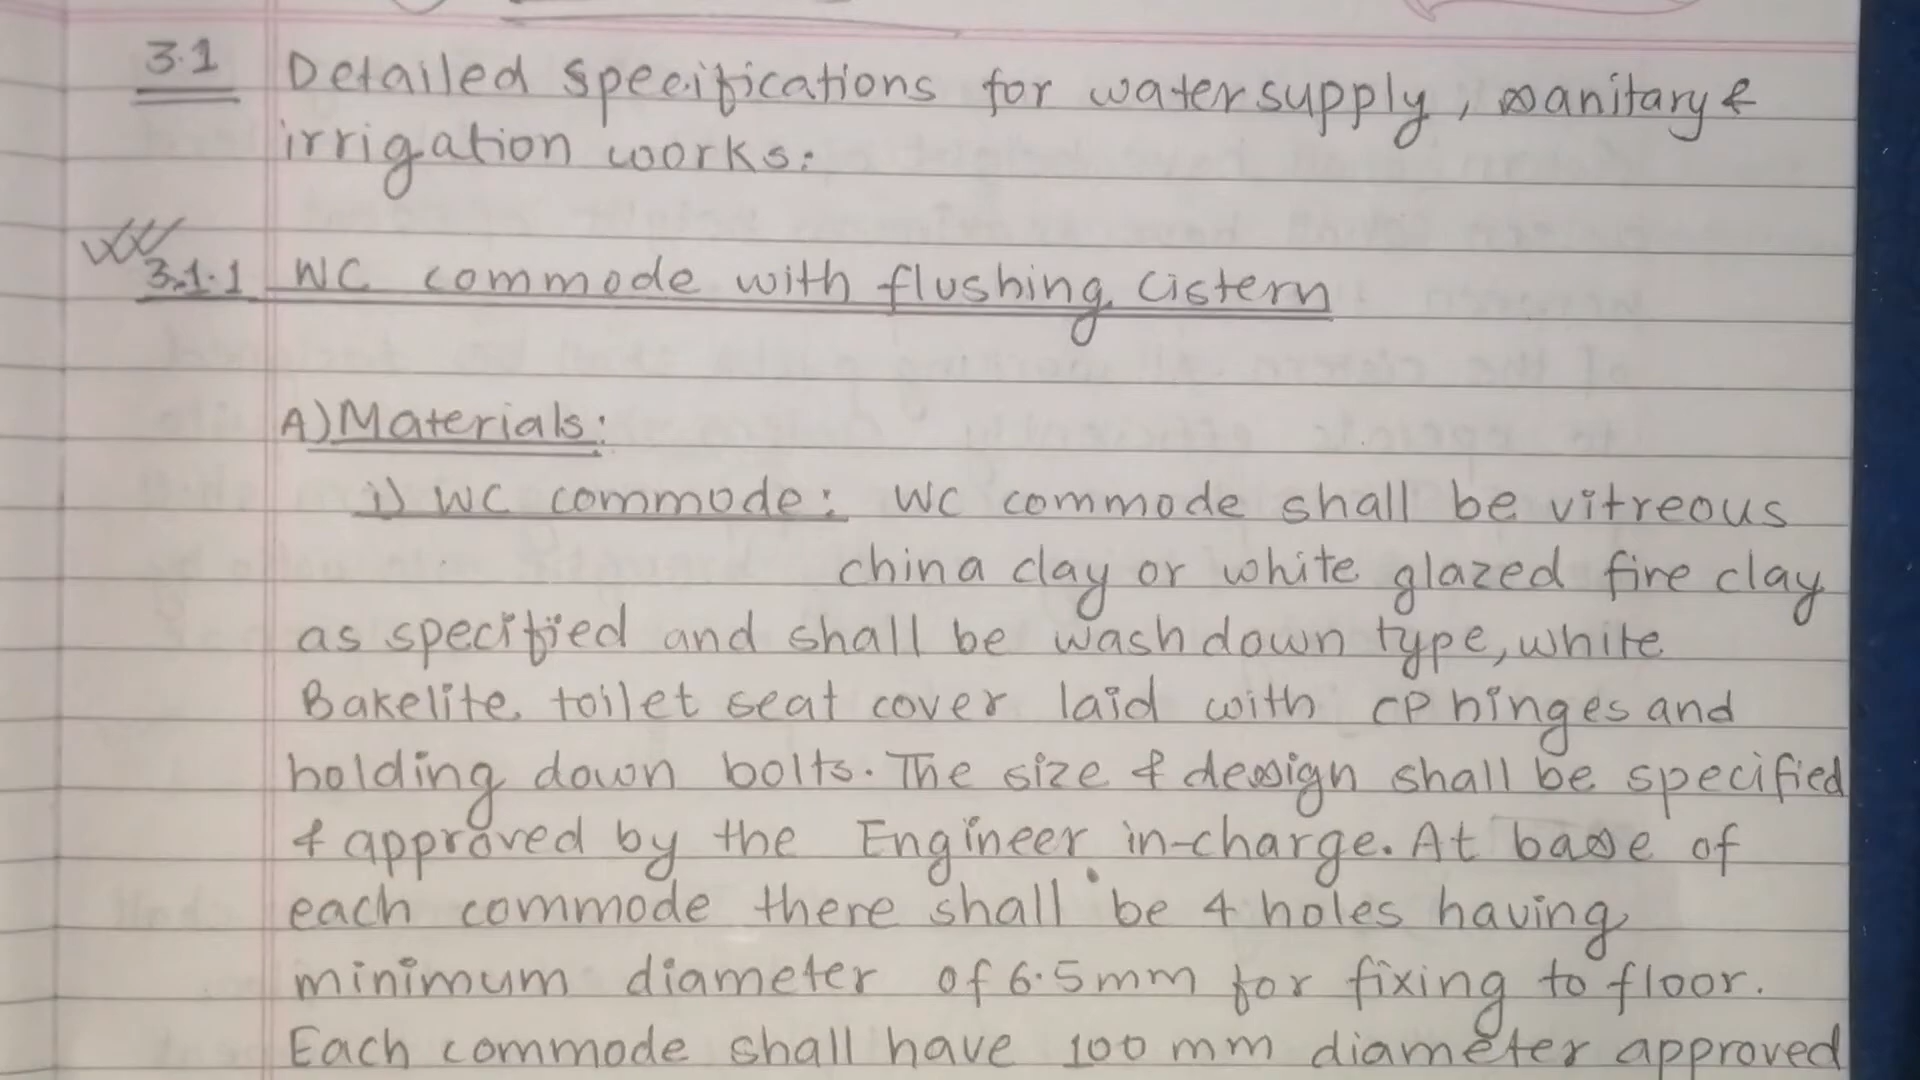 3.1 Detailed specifications for water supply, sanitary &
irrigation works:
3.1.1 WC commode with flushing cistern
A) Materials:
i) WC commode: WC commode shall be vitreous
china clay or white glazed fire clay
as specified and shall be wash down type, white
Bakelite toilet seat cover laid with CP hinges and
holding down bolts. The size & design shall be specified
& approved by the Engineer in-charge. At base of
each commode there shall be 4 holes having
minimum diameter of 6.5mm for fixing to floor.
Each commode shall have 100 mm diameter approved